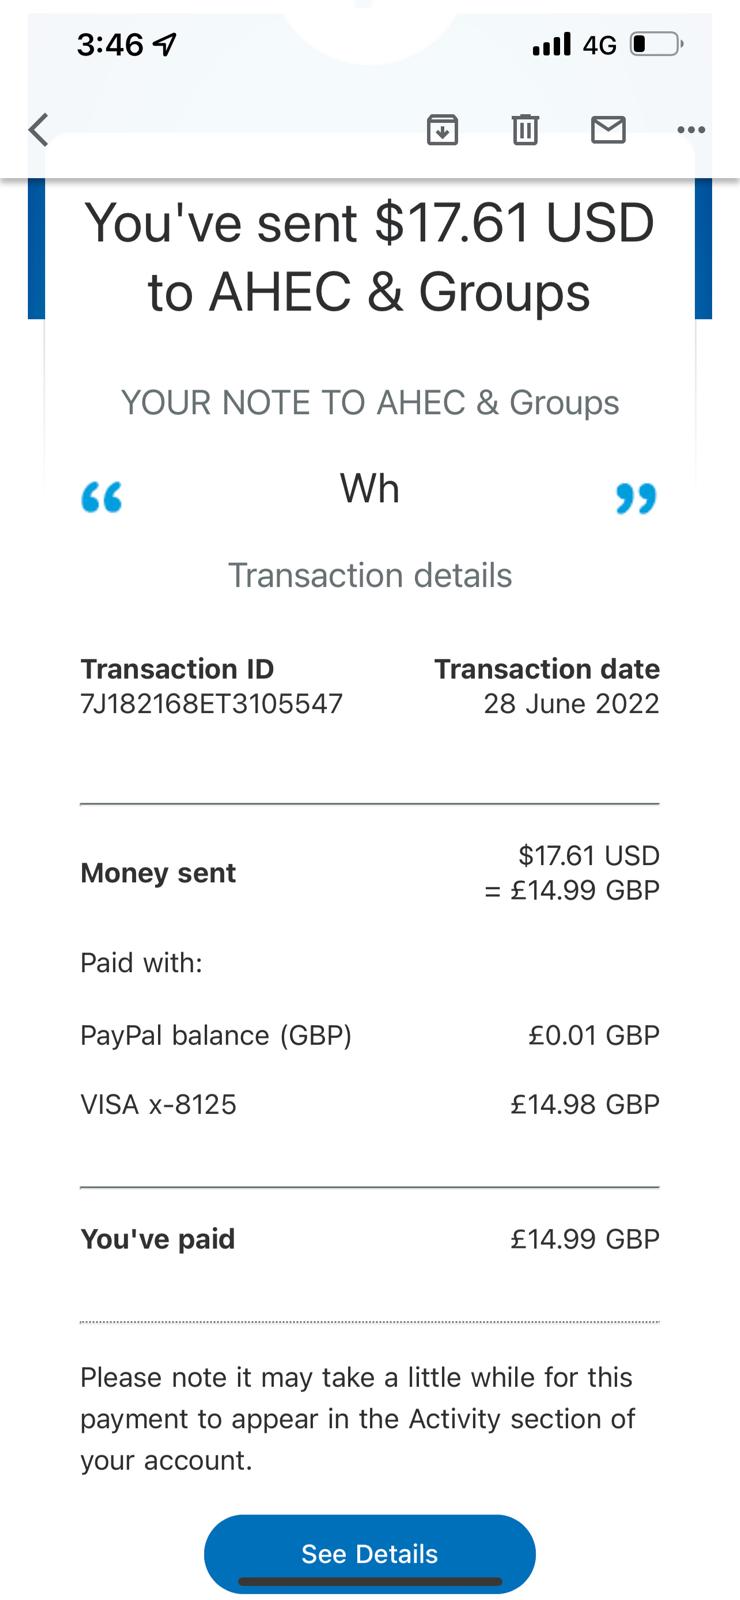 3:46 4G
You've sent $17.61 USD
to AHEC & Groups
YOUR NOTE TO AHEC & Groups
“ Wh ”
Transaction details
Transaction ID Transaction date
7J182168ET3105547 28 June 2022
Money sent $17.61 USD
= £14.99 GBP
Paid with:
PayPal balance (GBP) £0.01 GBP
VISA x-8125 £14.98 GBP
You've paid £14.99 GBP
Please note it may take a little while for this
payment to appear in the Activity section of
your account.
See Details